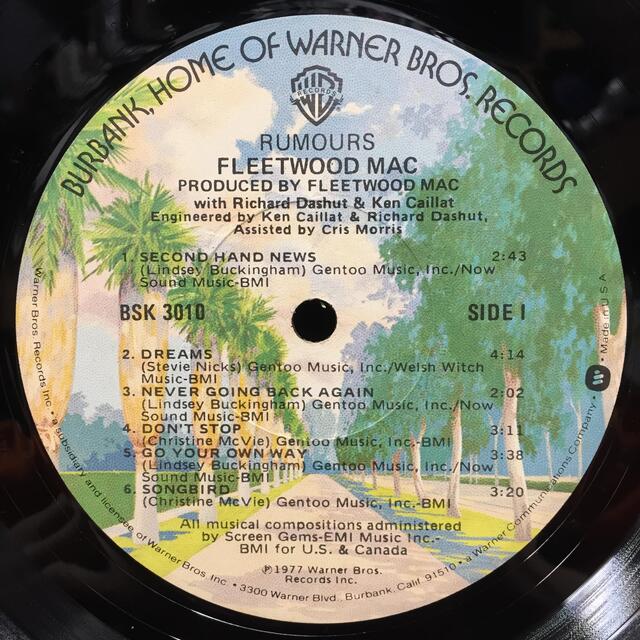 BURBANK, HOME OF WARNER BROS. RECORDS
WB
RECORDS
RUMOURS
FLEETWOOD MAC
PRODUCED BY FLEETWOOD MAC
with Richard Dashut & Ken Caillat
Engineered by Ken Caillat & Richard Dashut,
Assisted by Cris Morris
1. SECOND HAND NEWS 2:43
(Lindsey Buckingham) Gentoo Music, Inc./Now
Sound Music-BMI
BSK 3010 SIDE I
2. DREAMS 4:14
(Stevie Nicks) Gentoo Music, Inc./Welsh Witch
Music-BMI
3. NEVER GOING BACK AGAIN 2:02
(Lindsey Buckingham) Gentoo Music, Inc./Now
Sound Music-BMI
4. DON'T STOP 3:11
(Christine McVie) Gentoo Music, Inc.-BMI
5. GO YOUR OWN WAY 3:38
(Lindsey Buckingham) Gentoo Music, Inc./Now
Sound Music-BMI
6. SONGBIRD 3:20
(Christine McVie) Gentoo Music, Inc.-BMI
All musical compositions administered
by Screen Gems-EMI Music Inc.-
BMI for U.S. & Canada
℗1977 Warner Bros.
Records Inc.
Warner Bros. Records Inc. • a subsidiary and licensee of Warner Bros. Inc. • 3300 Warner Blvd., Burbank, Calif. 91510 • a Warner Communications Company • Made in U.S.A.